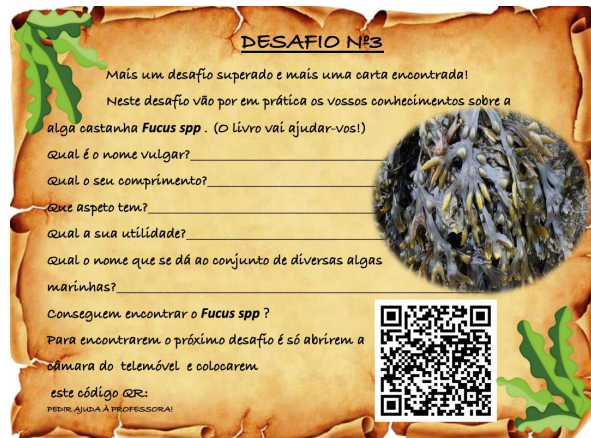 DESAFIO Nº3
Mais um desafio superado e mais uma carta encontrada!
Neste desafio vão por em prática os vossos conhecimentos sobre a
alga castanha Fucus spp . (O livro vai ajudar-vos!)
Qual é o nome vulgar?
Qual o seu comprimento?
Que aspeto tem?
Qual a sua utilidade?
Qual o nome que se dá ao conjunto de diversas algas
marinhas?
Conseguem encontrar o Fucus spp ?
Para encontrarem o próximo desafio é só abrirem a
câmara do telemóvel e colocarem
este código QR:
PEDIR AJUDA À PROFESSORA!